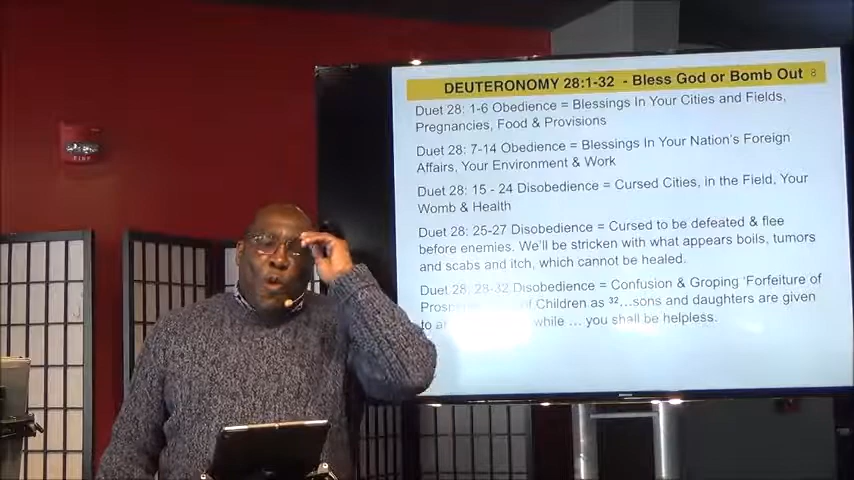 DEUTERONOMY 28:1-32 - Bless God or Bomb Out 8
Duet 28: 1-6 Obedience = Blessings In Your Cities and Fields,
Pregnancies, Food & Provisions
Duet 28: 7-14 Obedience = Blessings In Your Nation's Foreign
Affairs, Your Environment & Work
Duet 28: 15 - 24 Disobedience = Cursed Cities, in the Field, Your
Womb & Health
Duet 28: 25-27 Disobedience = Cursed to be defeated & flee
before enemies. We'll be stricken with what appears boils, tumors
and scabs and itch, which cannot be healed.
Duet 28: 28-32 Disobedience = Confusion & Groping 'Forfeiture of
of Children as ³²…sons and daughters are given
to while … you shall be helpless.
FIRE